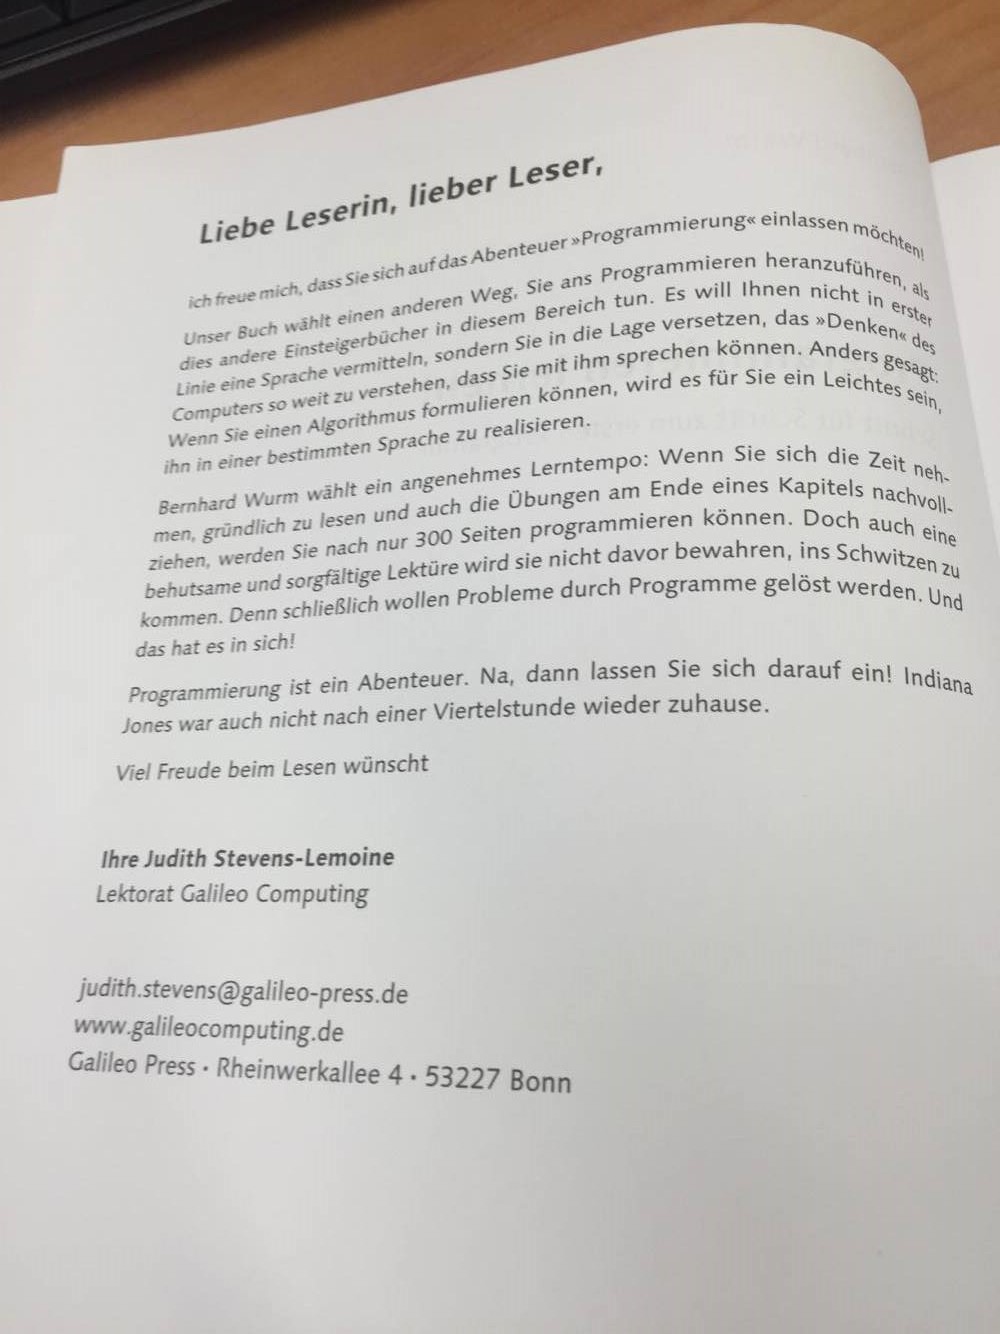 Liebe Leserin, lieber Leser,
ich freue mich, dass Sie sich auf das Abenteuer »Programmierung« einlassen möchten!
Unser Buch wählt einen anderen Weg, Sie ans Programmieren heranzuführen, als
dies andere Einsteigerbücher in diesem Bereich tun. Es will Ihnen nicht in erster
Linie eine Sprache vermitteln, sondern Sie in die Lage versetzen, das »Denken« des
Computers so weit zu verstehen, dass Sie mit ihm sprechen können. Anders gesagt:
Wenn Sie einen Algorithmus formulieren können, wird es für Sie ein Leichtes sein,
ihn in einer bestimmten Sprache zu realisieren.
Bernhard Wurm wählt ein angenehmes Lerntempo: Wenn Sie sich die Zeit neh-
men, gründlich zu lesen und auch die Übungen am Ende eines Kapitels nachvoll-
ziehen, werden Sie nach nur 300 Seiten programmieren können. Doch auch eine
behutsame und sorgfältige Lektüre wird sie nicht davor bewahren, ins Schwitzen zu
kommen. Denn schließlich wollen Probleme durch Programme gelöst werden. Und
das hat es in sich!
Programmierung ist ein Abenteuer. Na, dann lassen Sie sich darauf ein! Indiana
Jones war auch nicht nach einer Viertelstunde wieder zuhause.
Viel Freude beim Lesen wünscht
Ihre Judith Stevens-Lemoine
Lektorat Galileo Computing
judith.stevens@galileo-press.de
www.galileocomputing.de
Galileo Press · Rheinwerkallee 4 · 53227 Bonn